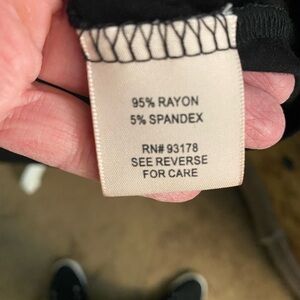 95% RAYON
5% SPANDEX
RN# 93178
SEE REVERSE
FOR CARE